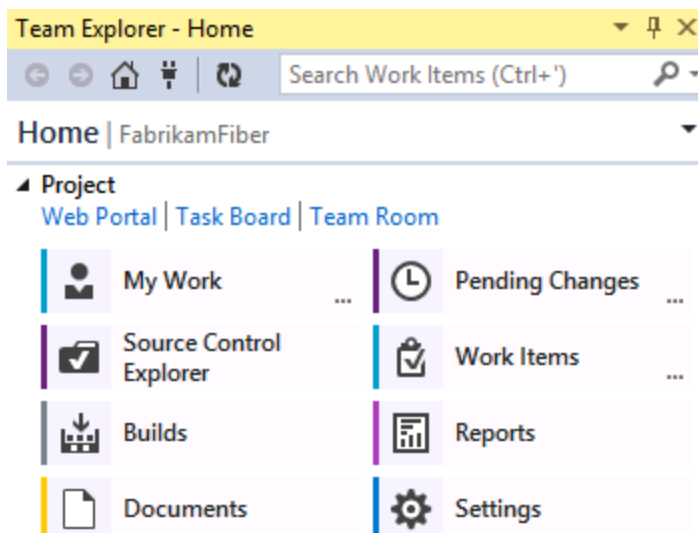 Team Explorer - Home
Search Work Items (Ctrl+')
Home | FabrikamFiber
Project
Web Portal | Task Board | Team Room
My Work ...
Pending Changes ...
Source Control
Explorer
Work Items ...
Builds
Reports
Documents
Settings